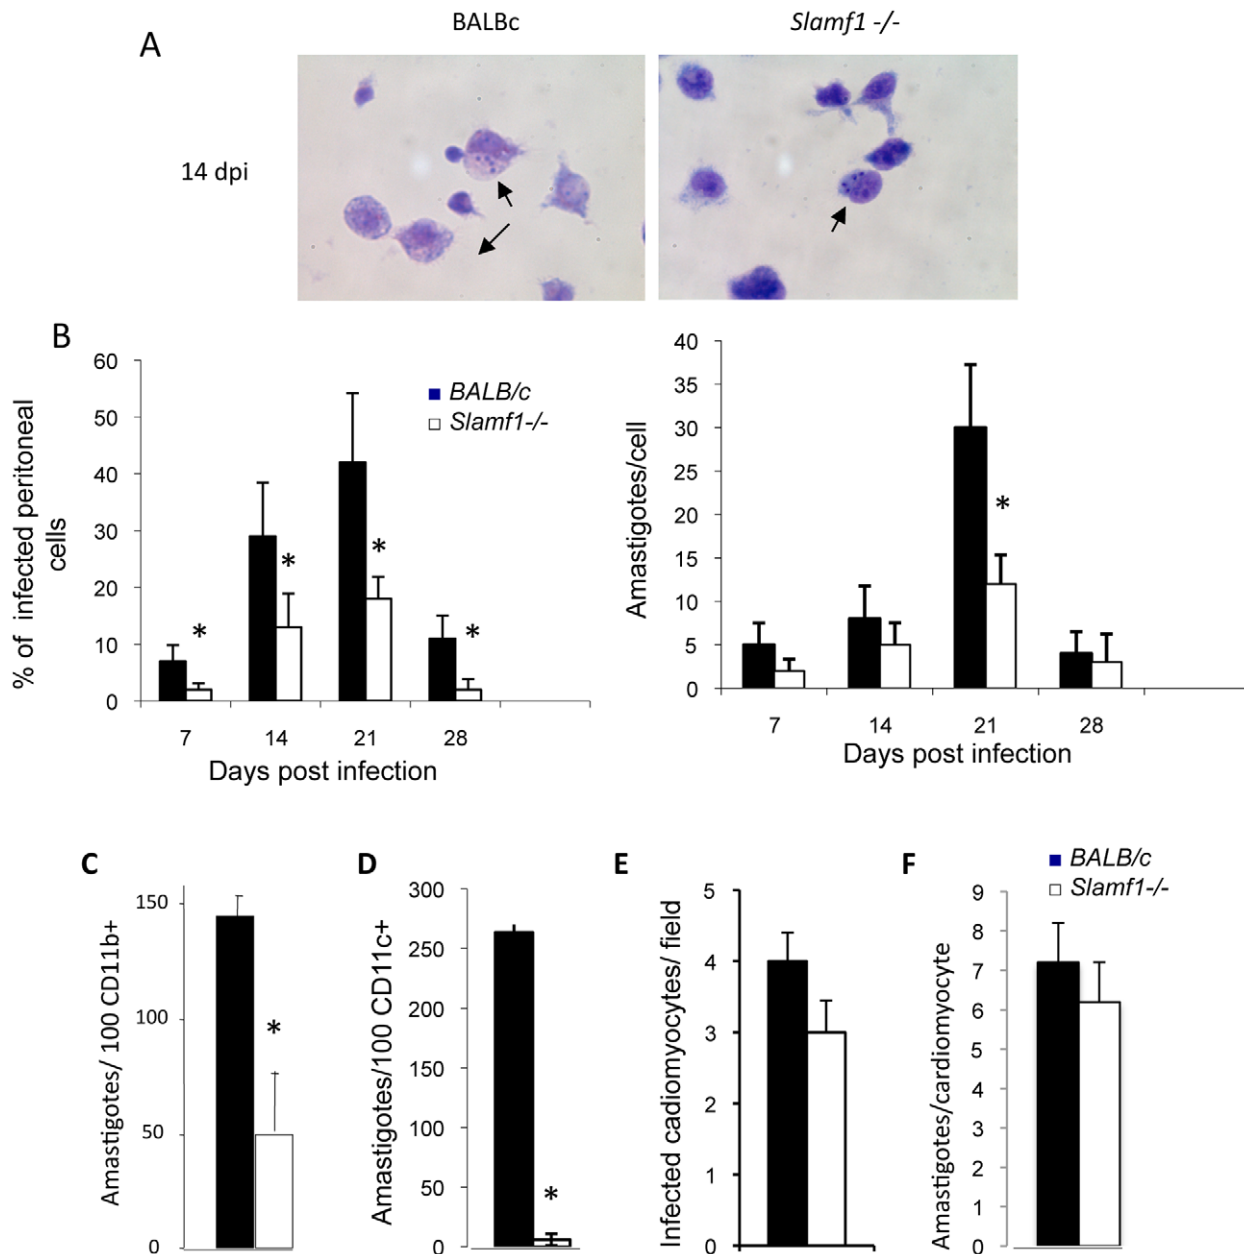 BALBc
Slamf1 -/-
A
14 dpi
B
60
50
40
30
20
10
0
% of infected peritoneal
cells
BALB/c
Slamf1-/-
*
*
*
*
7
14
21
28
Days post infection
40
35
30
25
20
15
10
5
0
Amastigotes/cell
*
7
14
21
28
Days post infection
C
150
100
50
0
Amastigotes/ 100 CD11b+
*
D
300
250
200
150
100
50
0
Amastigotes/100 CD11c+
*
E
5
4
3
2
1
0
Infected cadiomyocytes/ field
F
BALB/c
Slamf1-/-
9
8
7
6
5
4
3
2
1
0
Amastigotes/cardiomyocyte